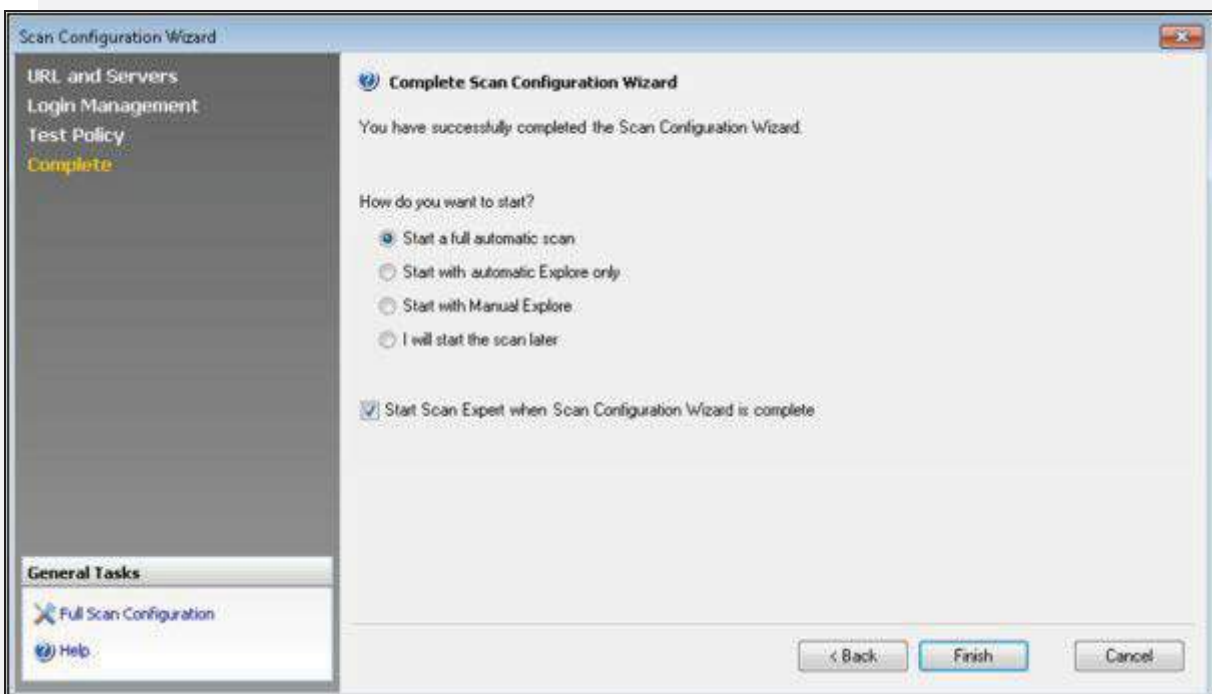 Scan Configuration Wizard
URL and Servers
Login Management
Test Policy
Complete
Complete Scan Configuration Wizard
You have successfully completed the Scan Configuration Wizard.
How do you want to start?
Start a full automatic scan
Start with automatic Explore only
Start with Manual Explore
I will start the scan later
Start Scan Expert when Scan Configuration Wizard is complete
General Tasks
Full Scan Configuration
Help
< Back Finish Cancel